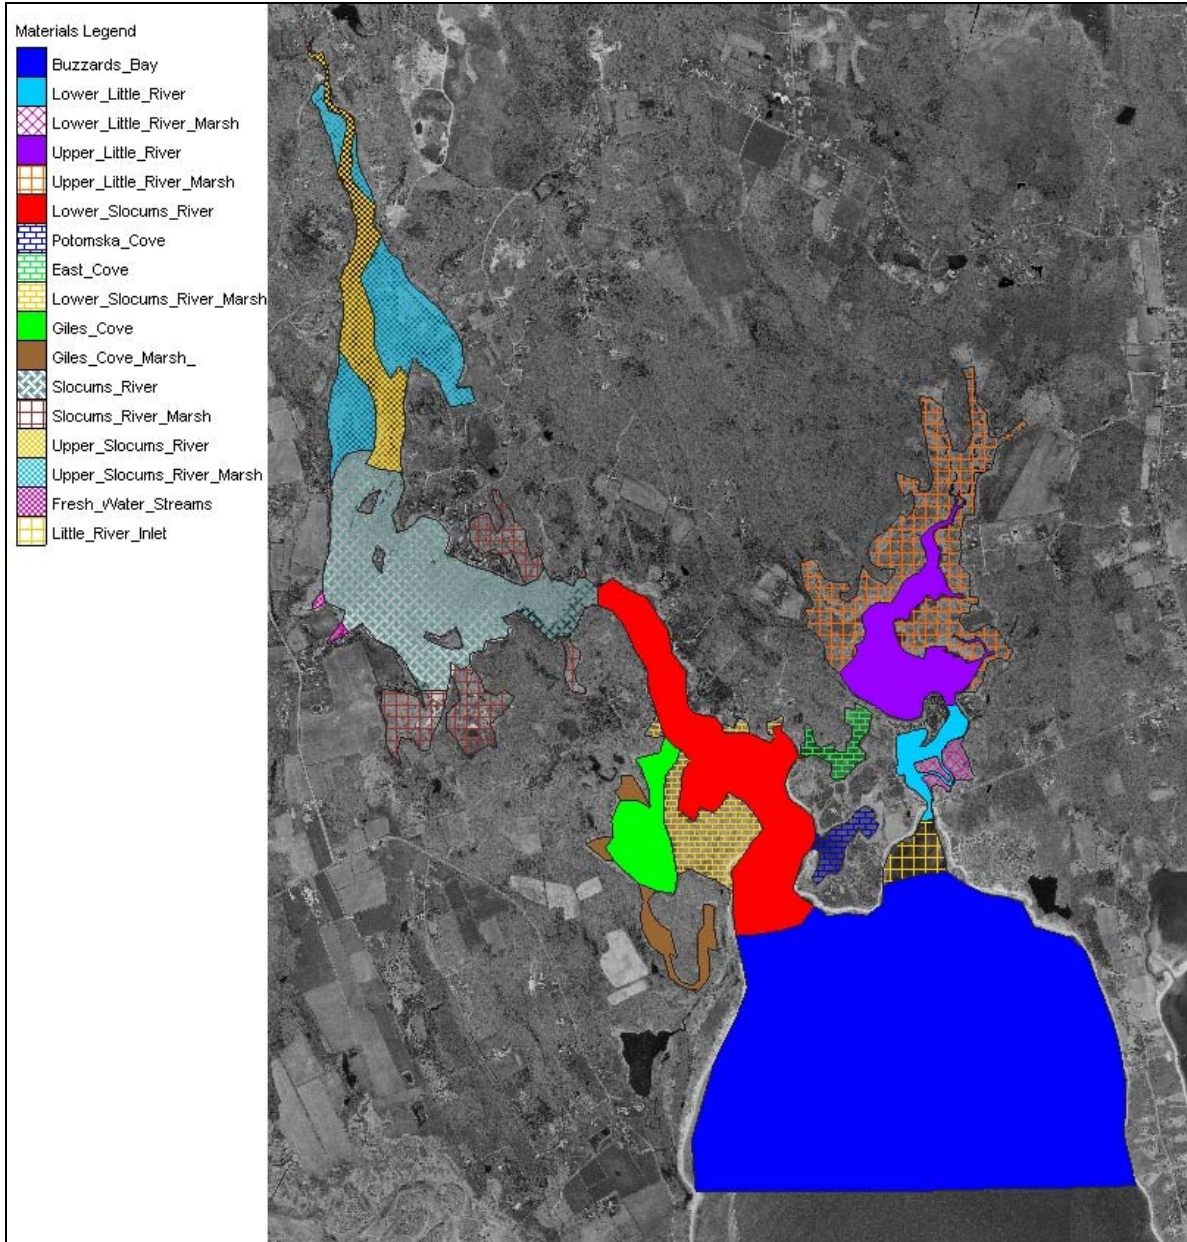 Materials Legend
Buzzards_Bay
Lower_Little_River
Lower_Little_River_Marsh
Upper_Little_River
Upper_Little_River_Marsh
Lower_Slocums_River
Potomska_Cove
East_Cove
Lower_Slocums_River_Marsh
Giles_Cove
Giles_Cove_Marsh_
Slocums_River
Slocums_River_Marsh
Upper_Slocums_River
Upper_Slocums_River_Marsh
Fresh_Water_Streams
Little_River_Inlet